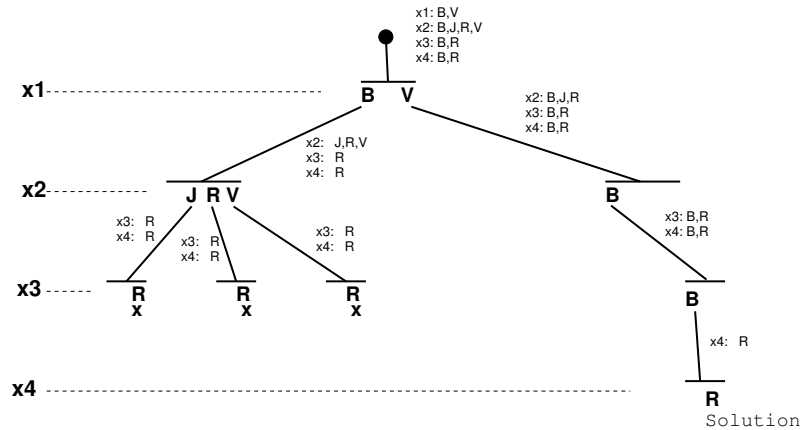 x1: B,V
x2: B,J,R,V
x3: B,R
x4: B,R
x1
B V
x2: B,J,R
x3: B,R
x4: B,R
x2: J,R,V
x3: R
x4: R
x2
J R V
B
x3: R
x4: R
x3: R
x4: R
x3: R
x4: R
x3: B,R
x4: B,R
x3
R
x
R
x
R
x
B
x4: R
x4
R
Solution